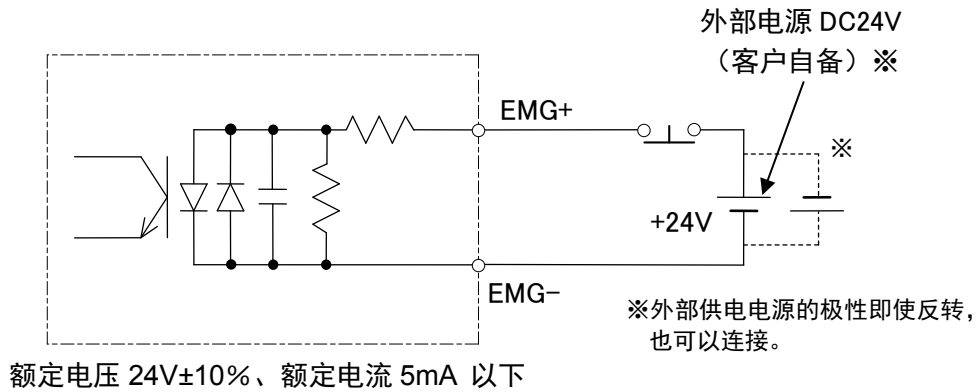 外部电源 DC24V
（客户自备）※
EMG+
※
+24V
EMG−
※外部供电电源的极性即使反转，
也可以连接。
额定电压 24V±10％、额定电流 5mA 以下